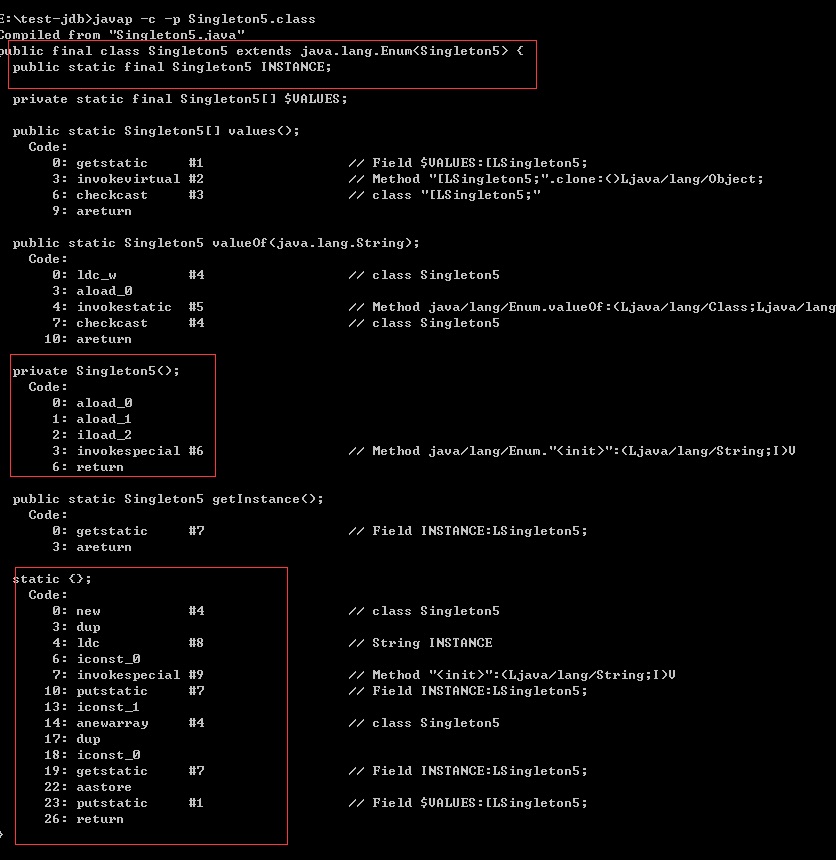 E:\test-jdb>javap -c -p Singleton5.class
Compiled from "Singleton5.java"
public final class Singleton5 extends java.lang.Enum<Singleton5> {
  public static final Singleton5 INSTANCE;
  private static final Singleton5[] $VALUES;
  public static Singleton5[] values();
    Code:
       0: getstatic     #1                  // Field $VALUES:[LSingleton5;
       3: invokevirtual #2                  // Method "[LSingleton5;".clone:()Ljava/lang/Object;
       6: checkcast     #3                  // class "[LSingleton5;"
       9: areturn
  public static Singleton5 valueOf(java.lang.String);
    Code:
       0: ldc_w         #4                  // class Singleton5
       3: aload_0
       4: invokestatic  #5                  // Method java/lang/Enum.valueOf:(Ljava/lang/Class;Ljava/lang
       7: checkcast     #4                  // class Singleton5
      10: areturn
  private Singleton5();
    Code:
       0: aload_0
       1: aload_1
       2: iload_2
       3: invokespecial #6                  // Method java/lang/Enum."<init>":(Ljava/lang/String;I)V
       6: return
  public static Singleton5 getInstance();
    Code:
       0: getstatic     #7                  // Field INSTANCE:LSingleton5;
       3: areturn
  static {};
    Code:
       0: new           #4                  // class Singleton5
       3: dup
       4: ldc           #8                  // String INSTANCE
       6: iconst_0
       7: invokespecial #9                  // Method "<init>":(Ljava/lang/String;I)V
      10: putstatic     #7                  // Field INSTANCE:LSingleton5;
      13: iconst_1
      14: anewarray     #4                  // class Singleton5
      17: dup
      18: iconst_0
      19: getstatic     #7                  // Field INSTANCE:LSingleton5;
      22: aastore
      23: putstatic     #1                  // Field $VALUES:[LSingleton5;
      26: return
}